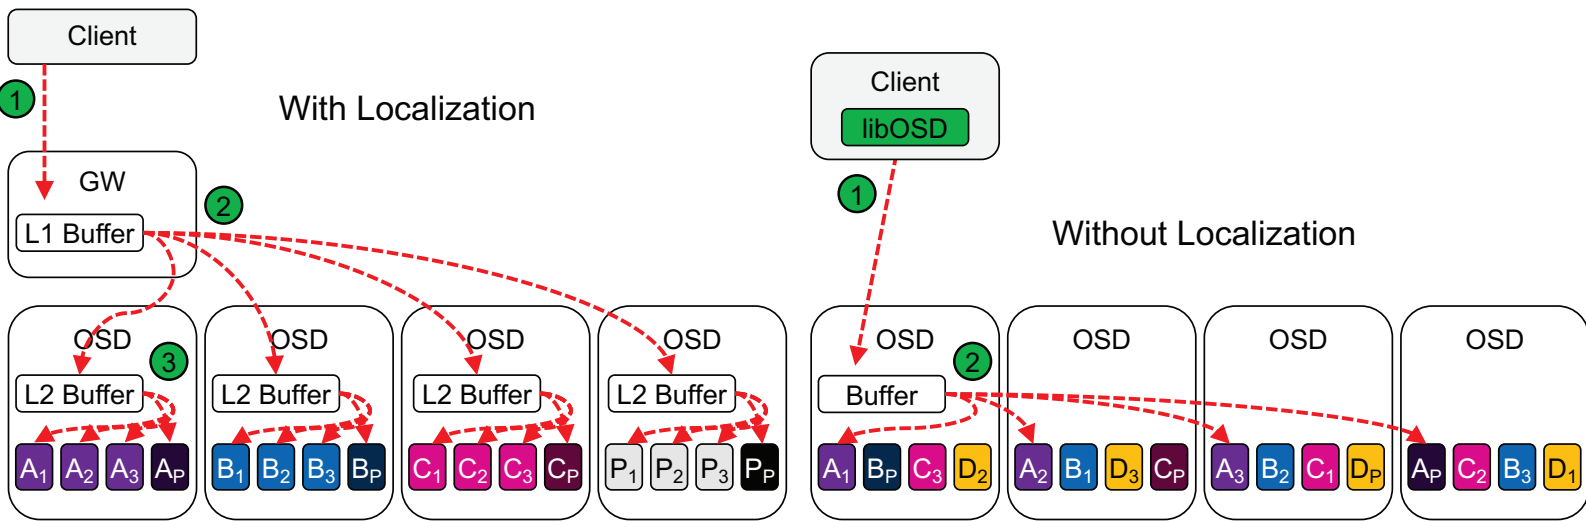 Client
1
With Localization
GW
2
L1 Buffer
OSD OSD OSD OSD
3
L2 Buffer L2 Buffer L2 Buffer L2 Buffer
A1 A2 A3 AP B1 B2 B3 BP C1 C2 C3 CP P1 P2 P3 PP
Client
libOSD
1
Without Localization
OSD OSD OSD OSD
2
Buffer
A1 BP C3 D2 A2 B1 D3 CP A3 B2 C1 DP AP C2 B3 D1